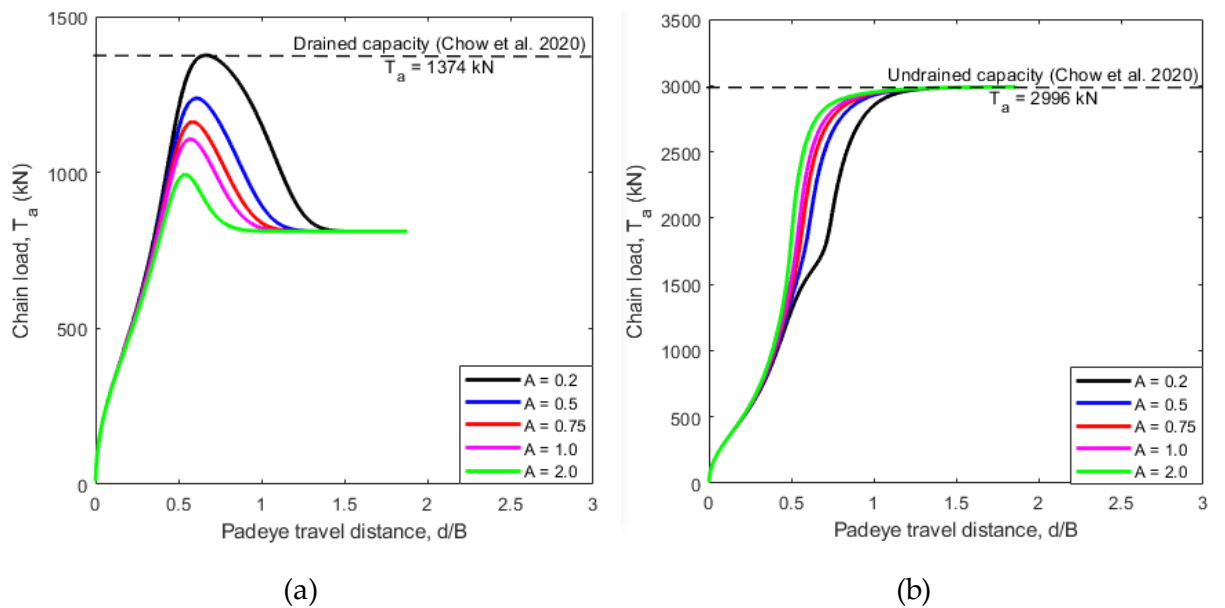 1500
1000
500
0
Chain load, T_a (kN)
Drained capacity (Chow et al. 2020)
T_a = 1374 kN
A = 0.2
A = 0.5
A = 0.75
A = 1.0
A = 2.0
0 0.5 1 1.5 2 2.5 3
Padeye travel distance, d/B
(a)
3500
3000
2500
2000
1500
1000
500
0
Chain load, T_a (kN)
Undrained capacity (Chow et al. 2020)
T_a = 2996 kN
A = 0.2
A = 0.5
A = 0.75
A = 1.0
A = 2.0
0 0.5 1 1.5 2 2.5 3
Padeye travel distance, d/B
(b)